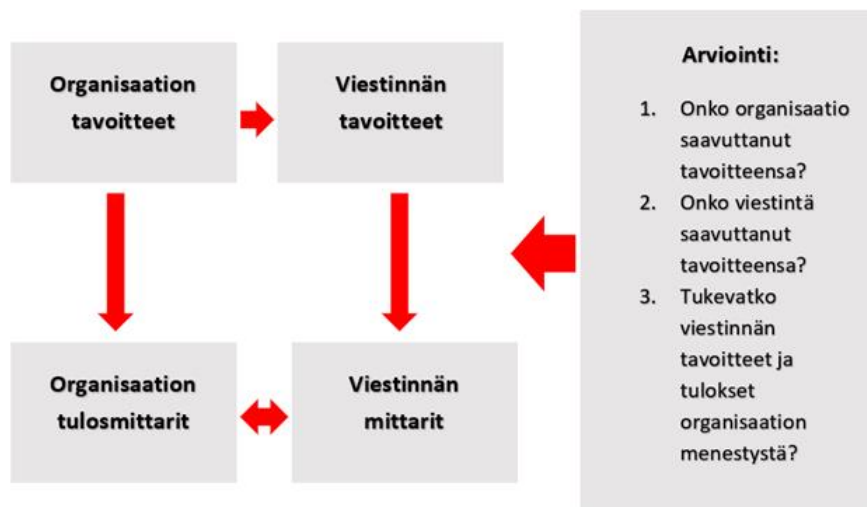 Organisaation
tavoitteet
Viestinnän
tavoitteet
Organisaation
tulosmittarit
Viestinnän
mittarit
Arviointi:
1. Onko organisaatio
saavuttanut
tavoitteensa?
2. Onko viestintä
saavuttanut
tavoitteensa?
3. Tukevatko
viestinnän
tavoitteet ja
tulokset
organisaation
menestystä?